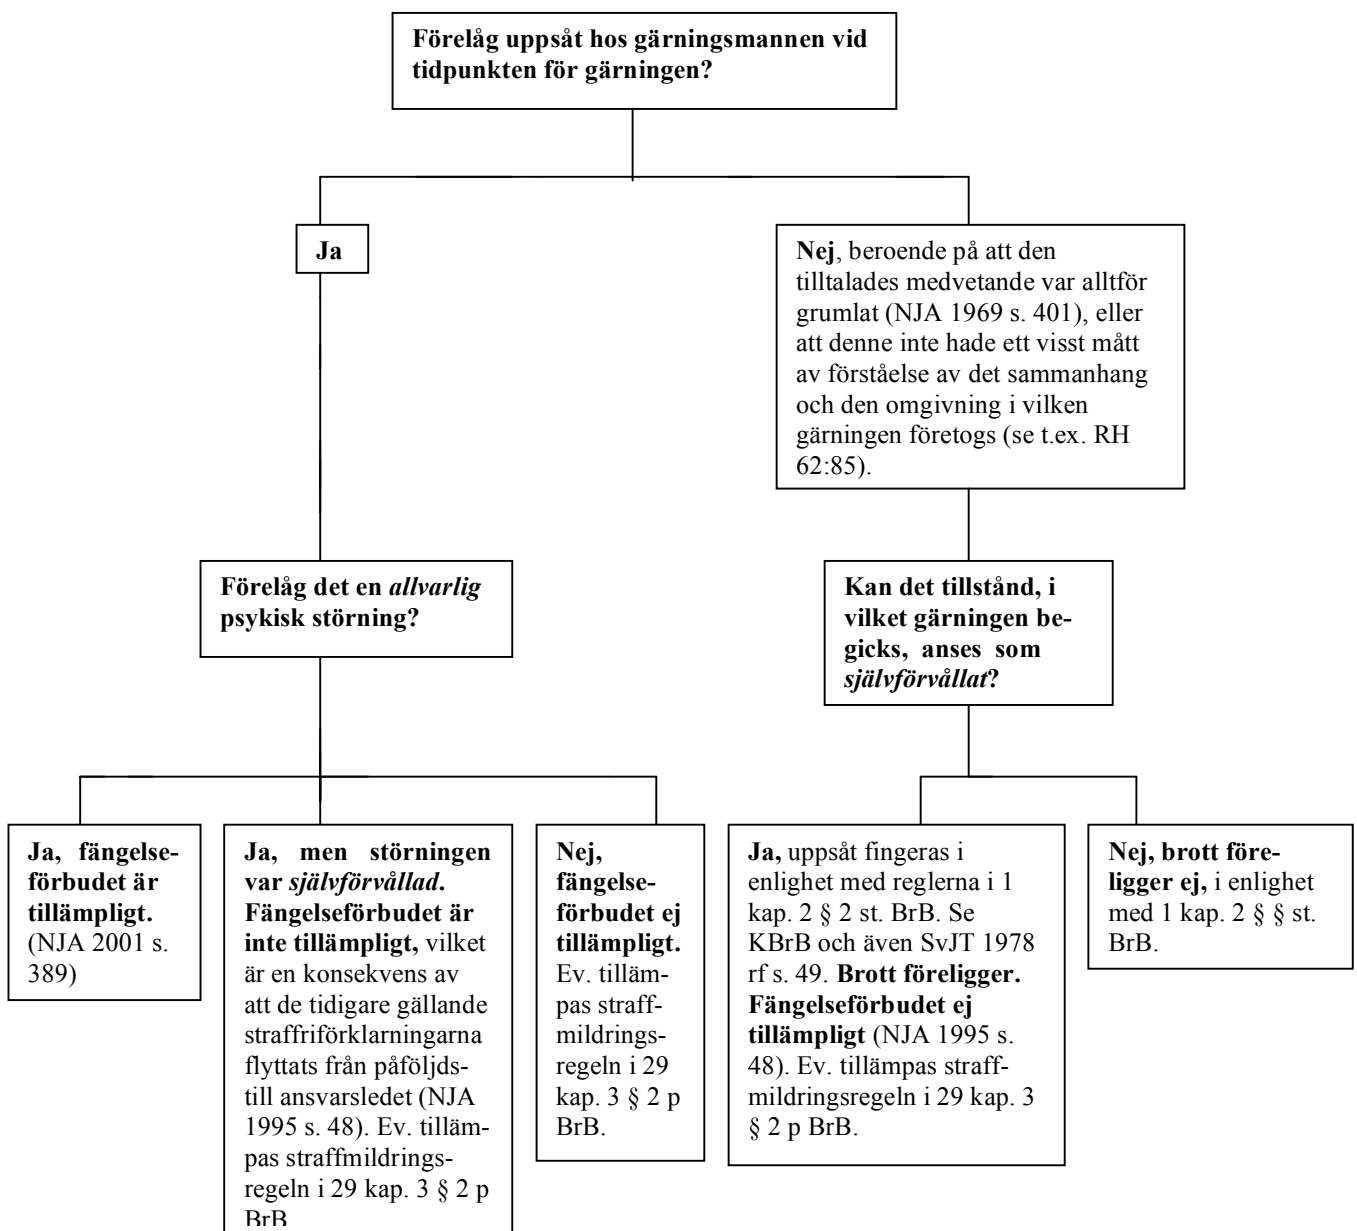 Förelåg uppsåt hos gärningsmannen vid
tidpunkten för gärningen?
Ja
Nej, beroende på att den
tilltalades medvetande var alltför
grumlat (NJA 1969 s. 401), eller
att denne inte hade ett visst mått
av förståelse av det sammanhang
och den omgivning i vilken
gärningen företogs (se t.ex. RH
62:85).
Förelåg det en allvarlig
psykisk störning?
Kan det tillstånd, i
vilket gärningen be-
gicks, anses som
självförvållat?
Ja, fängelse-
förbudet är
tillämpligt.
(NJA 2001 s.
389)
Ja, men störningen
var självförvållad.
Fängelseförbudet är
inte tillämpligt, vilket
är en konsekvens av
att de tidigare gällande
straffriförklarningarna
flyttats från påföljds-
till ansvarsledet (NJA
1995 s. 48). Ev. tilläm-
pas straffmildrings-
regeln i 29 kap. 3 § 2 p
BrB
Nej,
fängelse-
förbudet ej
tillämpligt.
Ev. tilläm-
pas straff-
mildrings-
regeln i 29
kap. 3 § 2 p
BrB.
Ja, uppsåt fingeras i
enlighet med reglerna i 1
kap. 2 § 2 st. BrB. Se
KBrB och även SvJT 1978
rf s. 49. Brott föreligger.
Fängelseförbudet ej
tillämpligt (NJA 1995 s.
48). Ev. tillämpas straff-
mildringsregeln i 29 kap. 3
§ 2 p BrB.
Nej, brott före-
ligger ej, i enlighet
med 1 kap. 2 § § st.
BrB.